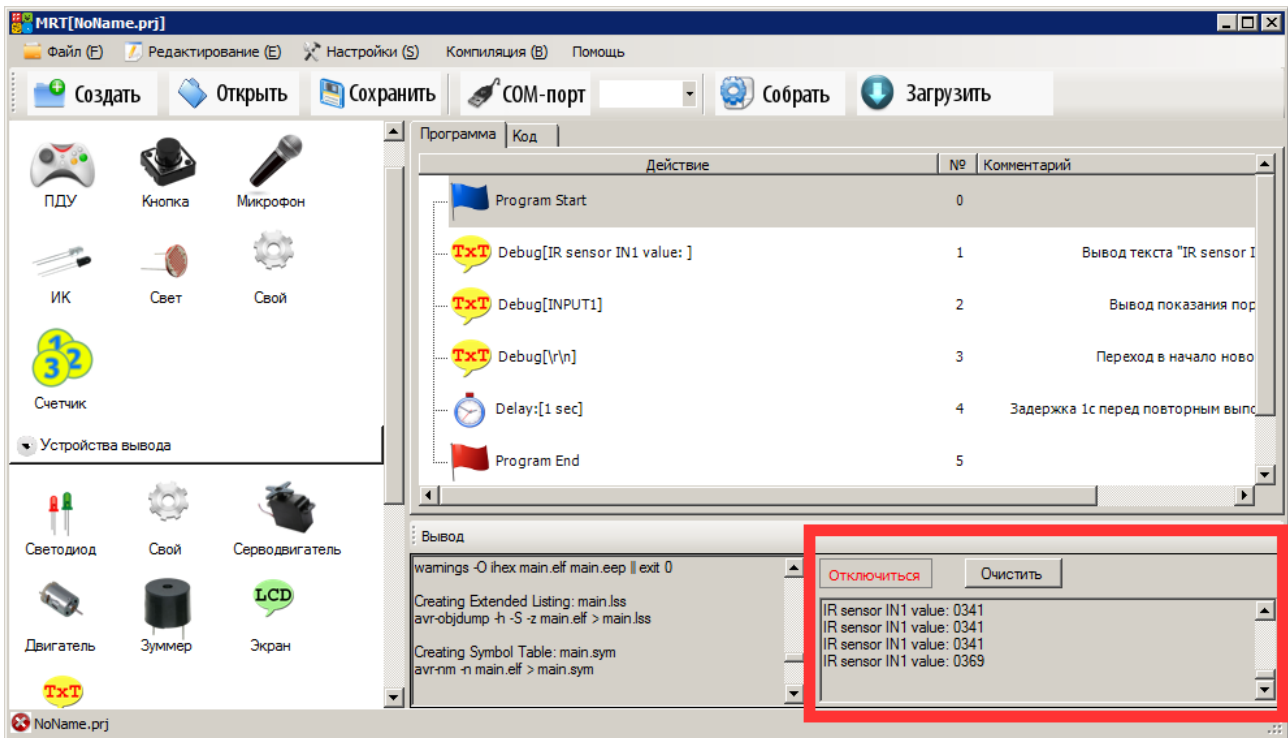 MRT[NoName.prj]
Файл (F) Редактирование (E) Настройки (S) Компиляция (B) Помощь
Создать Открыть Сохранить COM-порт Собрать Загрузить
ПДУ Кнопка Микрофон
ИК Свет Свой
1 2 3
Счетчик
Устройства вывода
Светодиод Свой Серводвигатель
LCD
Двигатель Зуммер Экран
TxT
Программа Код
Действие № Комментарий
Program Start 0
TxT Debug[IR sensor IN1 value: ] 1 Вывод текста "IR sensor I
TxT Debug[INPUT1] 2 Вывод показания пор
TxT Debug[\r\n] 3 Переход в начало ново
Delay:[1 sec] 4 Задержка 1с перед повторным выпо
Program End 5
Вывод
warnings -O ihex main.elf main.eep || exit 0
Creating Extended Listing: main.lss
avr-objdump -h -S -z main.elf > main.lss
Creating Symbol Table: main.sym
avr-nm -n main.elf > main.sym
Отключиться Очистить
IR sensor IN1 value: 0341
IR sensor IN1 value: 0341
IR sensor IN1 value: 0341
IR sensor IN1 value: 0369
NoName.prj